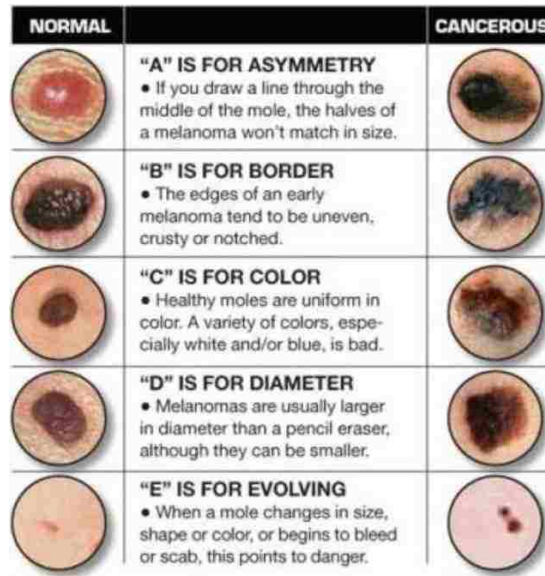 NORMAL
CANCEROUS
“A” IS FOR ASYMMETRY
● If you draw a line through the
middle of the mole, the halves of
a melanoma won’t match in size.
“B” IS FOR BORDER
● The edges of an early
melanoma tend to be uneven,
crusty or notched.
“C” IS FOR COLOR
● Healthy moles are uniform in
color. A variety of colors, espe-
cially white and/or blue, is bad.
“D” IS FOR DIAMETER
● Melanomas are usually larger
in diameter than a pencil eraser,
although they can be smaller.
“E” IS FOR EVOLVING
● When a mole changes in size,
shape or color, or begins to bleed
or scab, this points to danger.